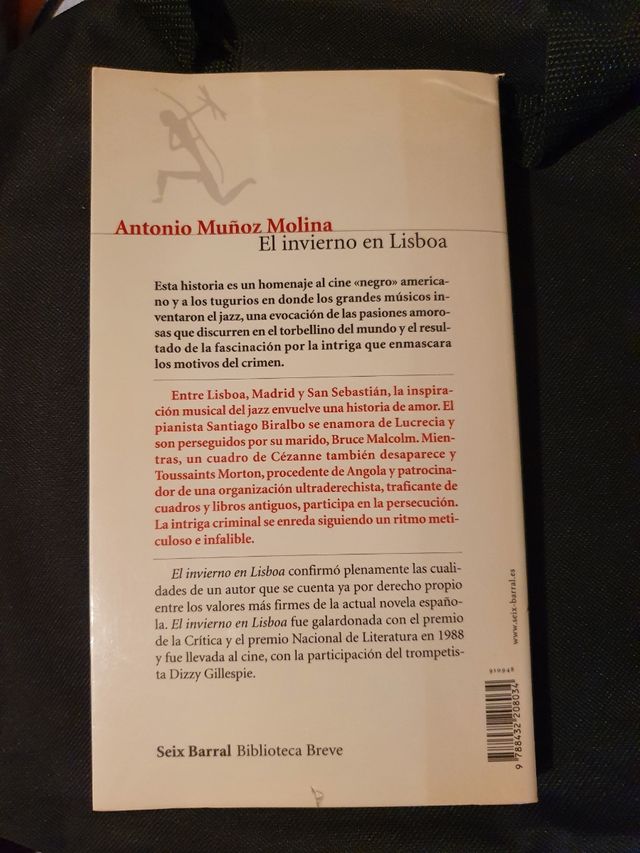 Antonio Muñoz Molina
El invierno en Lisboa
Esta historia es un homenaje al cine «negro» america-
no y a los tugurios en donde los grandes músicos in-
ventaron el jazz, una evocación de las pasiones amoro-
sas que discurren en el torbellino del mundo y el resul-
tado de la fascinación por la intriga que enmascara
los motivos del crimen.
Entre Lisboa, Madrid y San Sebastián, la inspira-
ción musical del jazz envuelve una historia de amor. El
pianista Santiago Biralbo se enamora de Lucrecia y
son perseguidos por su marido, Bruce Malcolm. Mien-
tras, un cuadro de Cézanne también desaparece y
Toussaints Morton, procedente de Angola y patrocina-
dor de una organización ultraderechista, traficante de
cuadros y libros antiguos, participa en la persecución.
La intriga criminal se enreda siguiendo un ritmo meti-
culoso e infalible.
El invierno en Lisboa confirmó plenamente las cuali-
dades de un autor que se cuenta ya por derecho propio
entre los valores más firmes de la actual novela españo-
la. El invierno en Lisboa fue galardonada con el premio
de la Crítica y el premio Nacional de Literatura en 1988
y fue llevada al cine, con la participación del trompetis-
ta Dizzy Gillespie.
Seix Barral Biblioteca Breve
www.seix-barral.es
910948
9 788432 208034